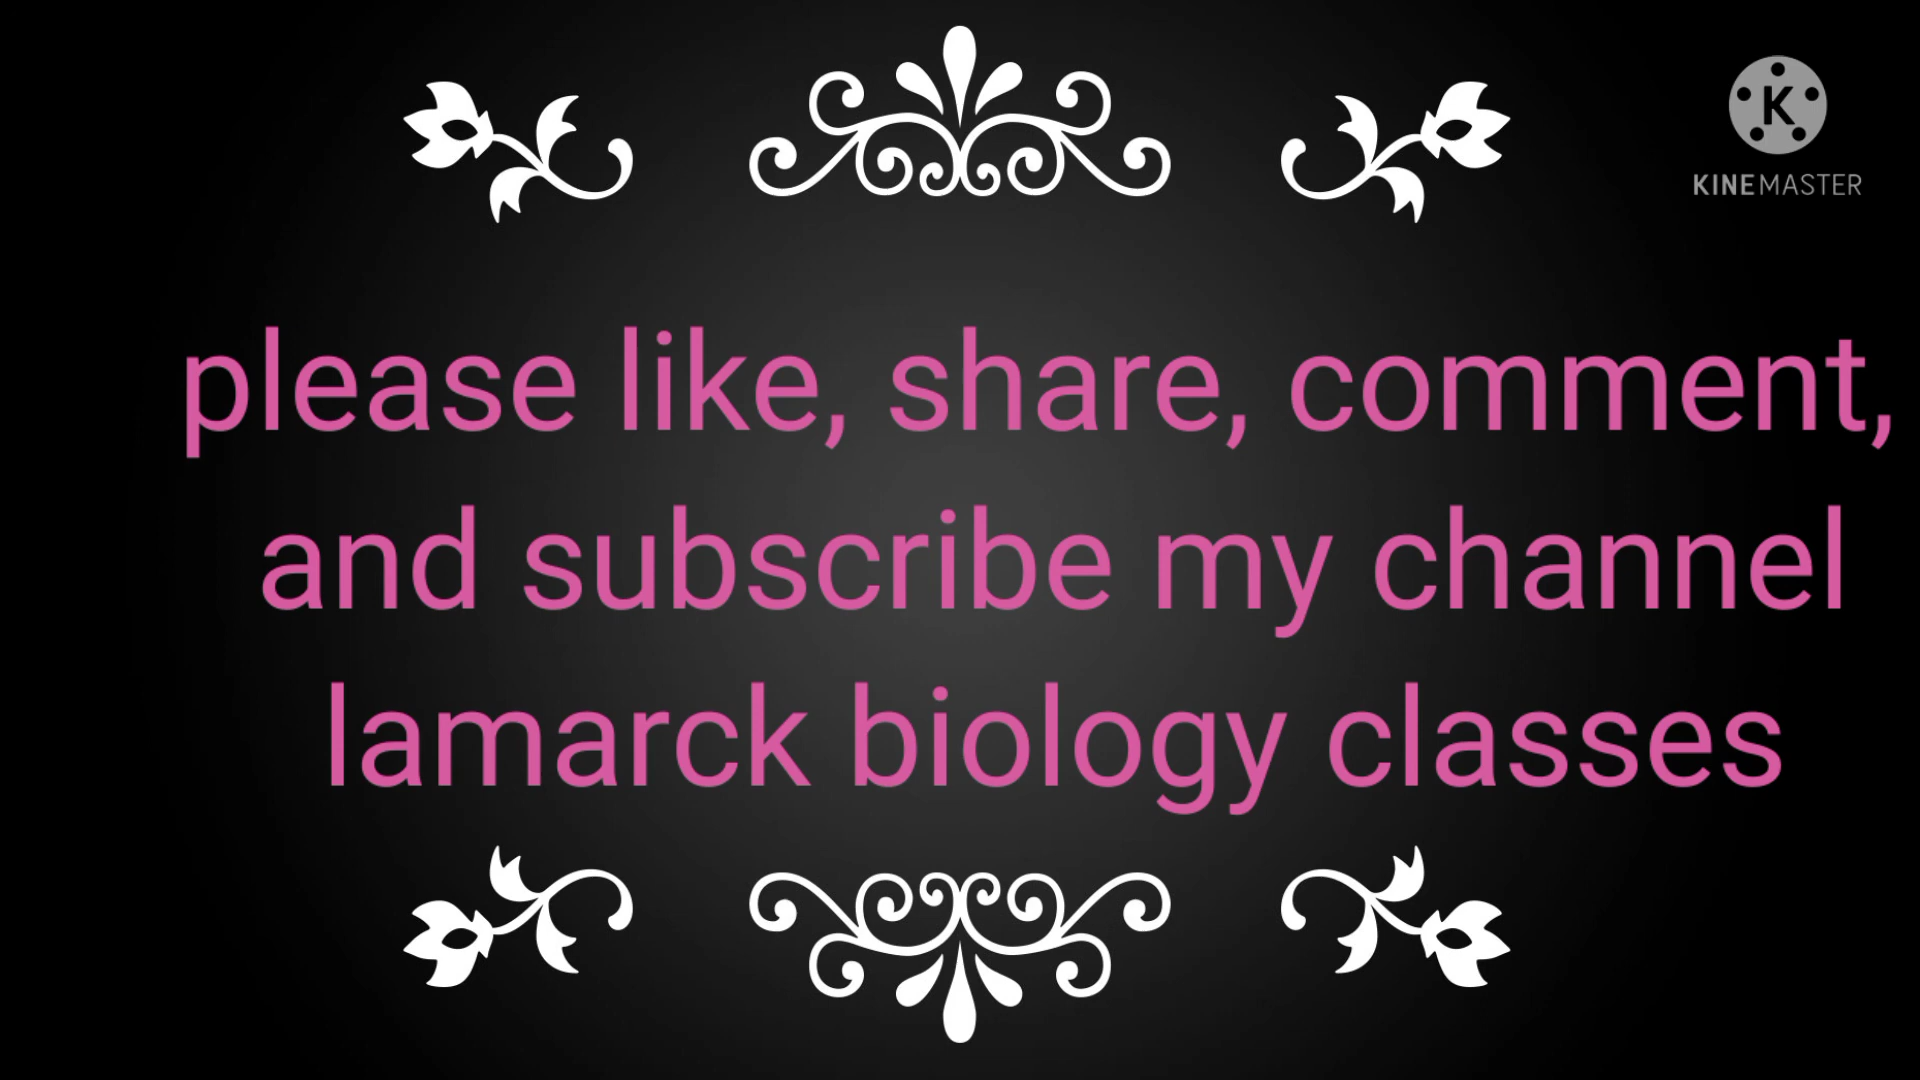 K
KINEMASTER
please like, share, comment,
and subscribe my channel
lamarck biology classes